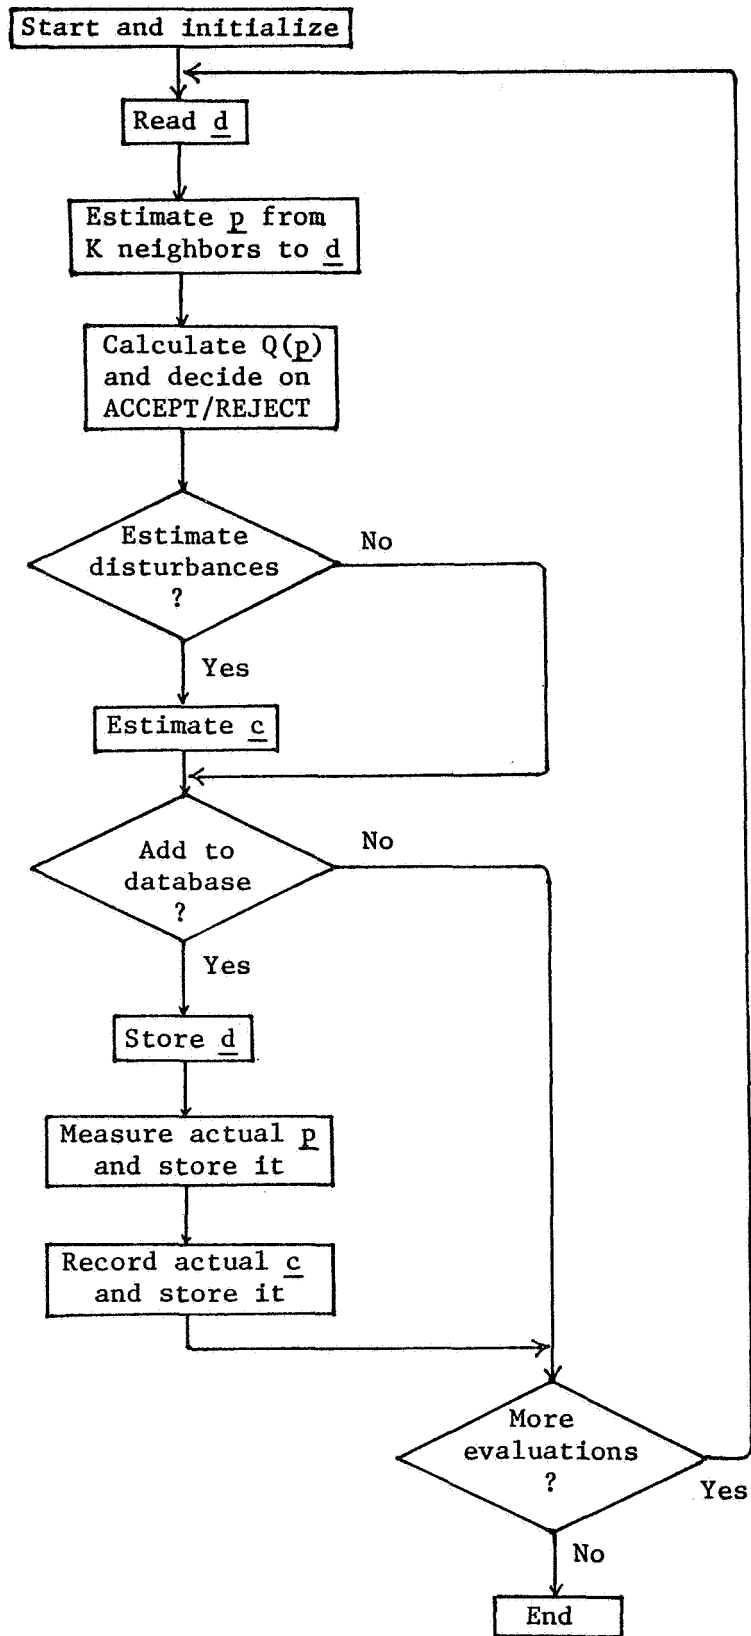 Start and initialize
Read d
Estimate p from
K neighbors to d
Calculate Q(p)
and decide on
ACCEPT/REJECT
Estimate
disturbances
?
No
Yes
Estimate c
Add to
database
?
No
Yes
Store d
Measure actual p
and store it
Record actual c
and store it
More
evaluations
?
Yes
No
End